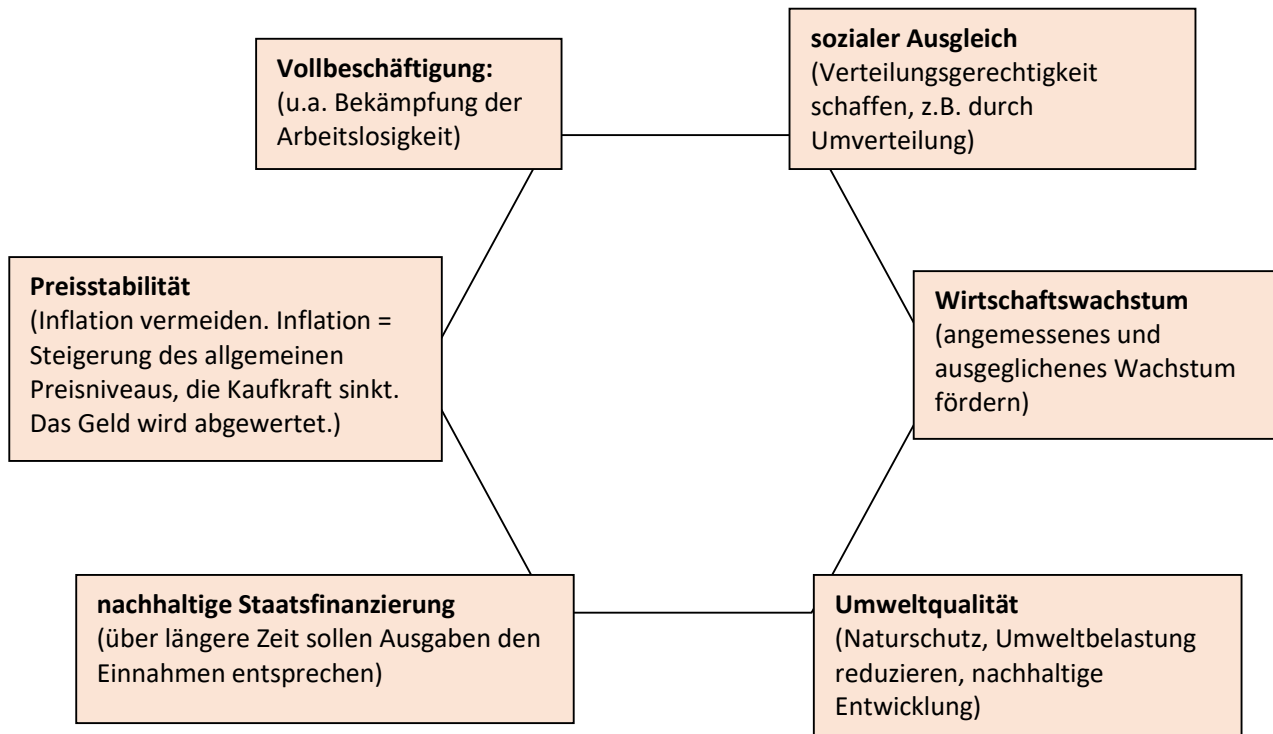 Vollbeschäftigung:
(u.a. Bekämpfung der
Arbeitslosigkeit)
sozialer Ausgleich
(Verteilungsgerechtigkeit
schaffen, z.B. durch
Umverteilung)
Preisstabilität
(Inflation vermeiden. Inflation =
Steigerung des allgemeinen
Preisniveaus, die Kaufkraft sinkt.
Das Geld wird abgewertet.)
Wirtschaftswachstum
(angemessenes und
ausgeglichenes Wachstum
fördern)
nachhaltige Staatsfinanzierung
(über längere Zeit sollen Ausgaben den
Einnahmen entsprechen)
Umweltqualität
(Naturschutz, Umweltbelastung
reduzieren, nachhaltige
Entwicklung)